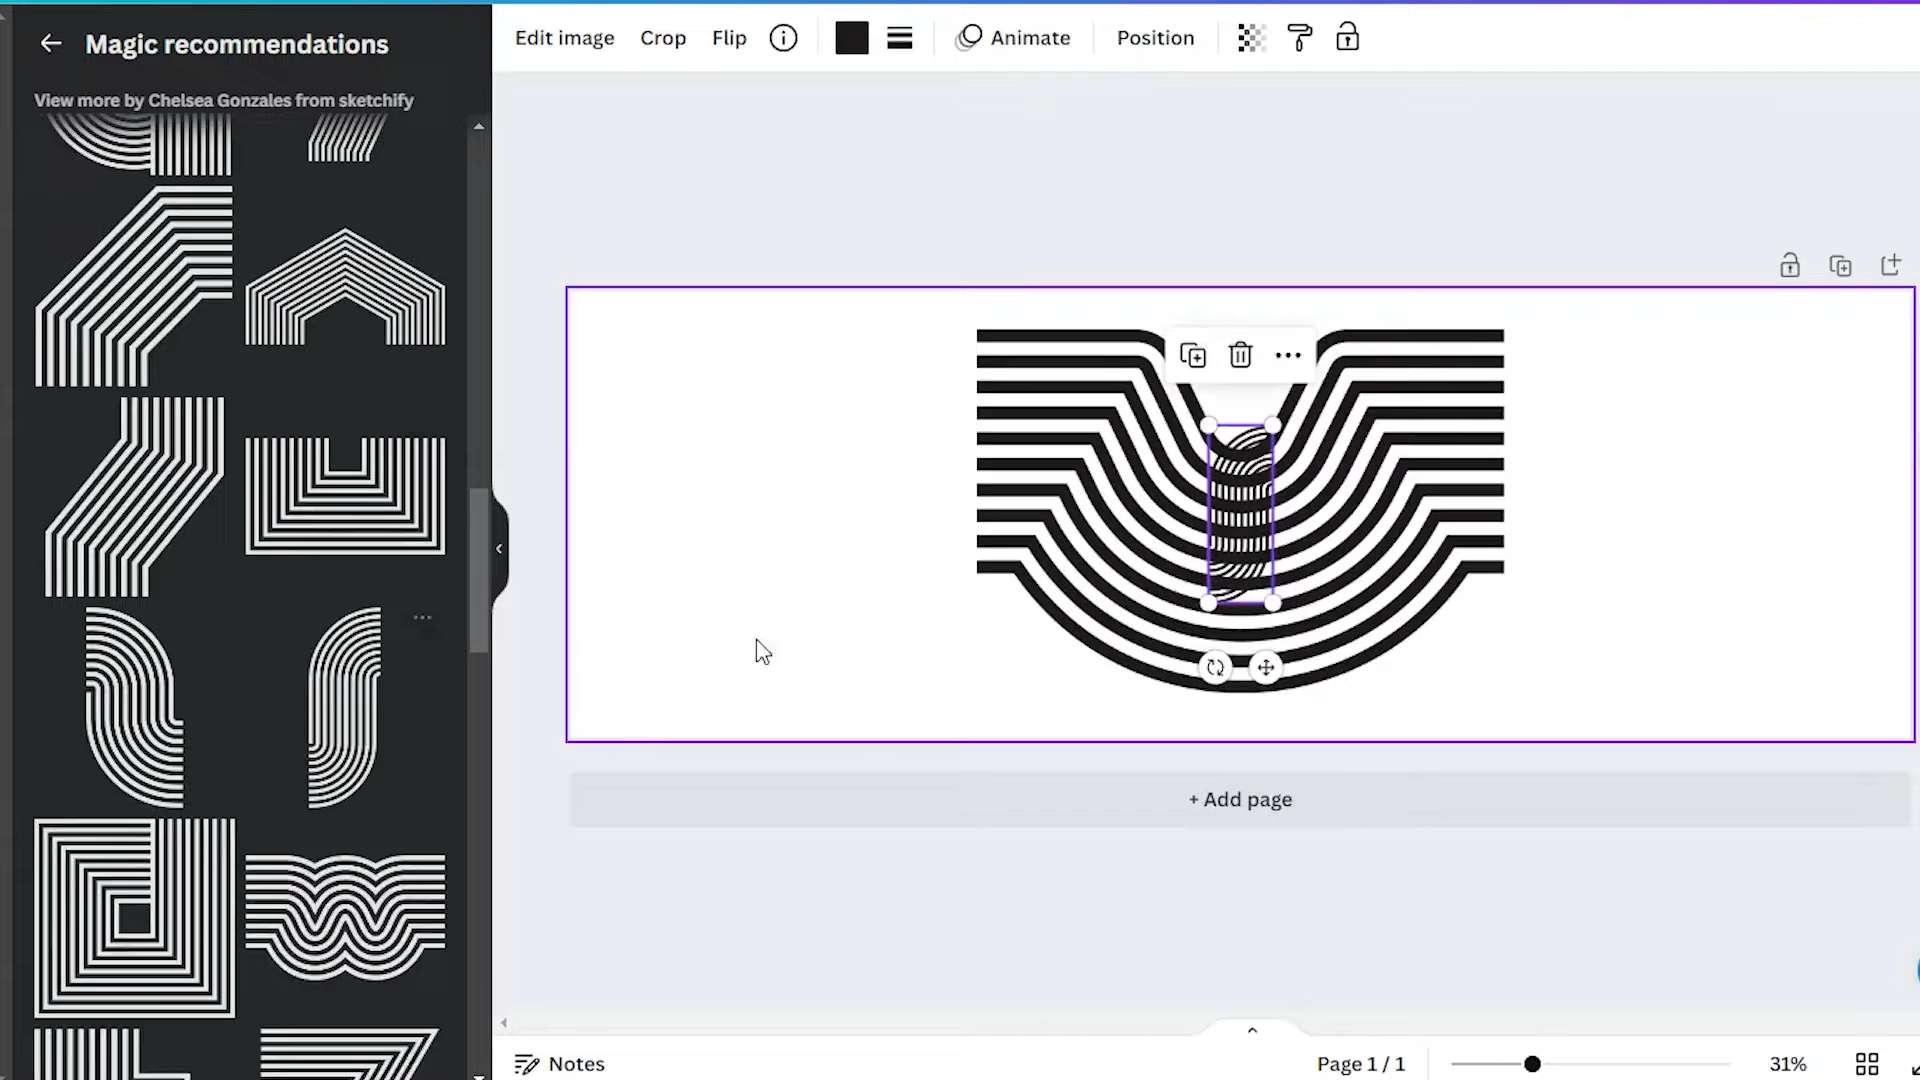 Magic recommendations
View more by Chelsea Gonzales from sketchify
Edit image
Crop
Flip
Animate
Position
+ Add page
Notes
Page 1 / 1
31%